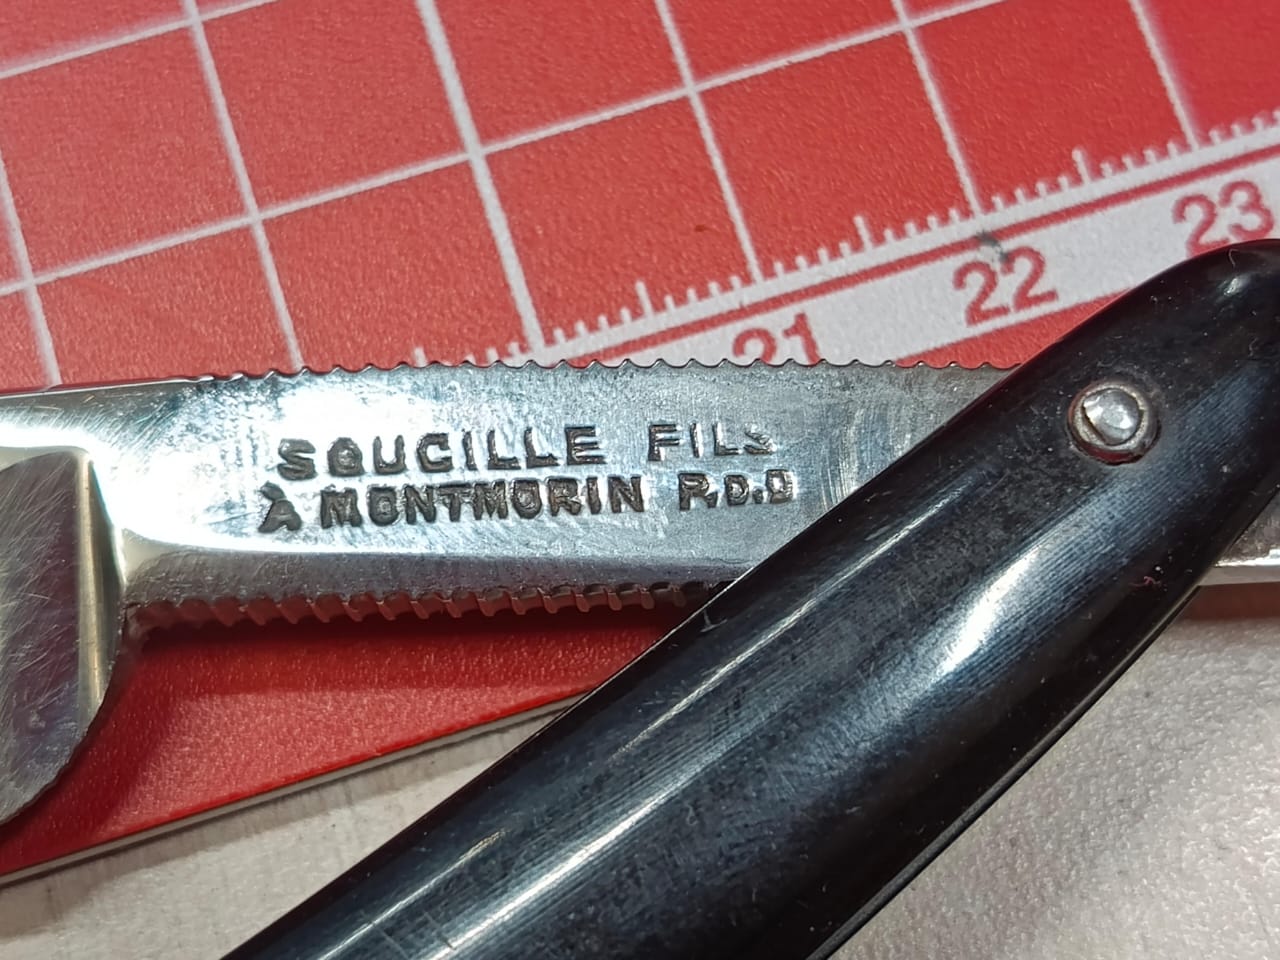 23
22
21
SOUCILLE FILS
À MONTMORIN P.D.D